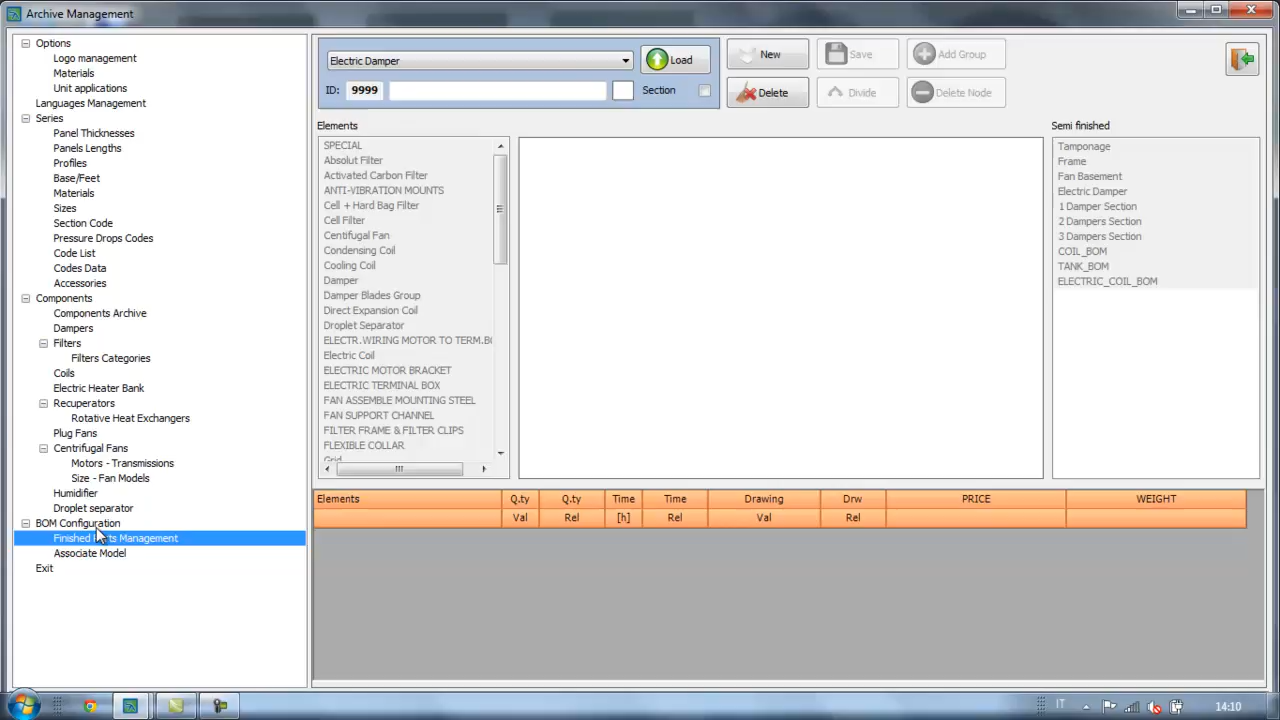 Archive Management
Options
Logo management
Materials
Unit applications
Languages Management
Series
Panel Thicknesses
Panels Lengths
Profiles
Base/Feet
Materials
Sizes
Section Code
Pressure Drops Codes
Code List
Codes Data
Accessories
Components
Components Archive
Dampers
Filters
Filters Categories
Coils
Electric Heater Bank
Recuperators
Rotative Heat Exchangers
Plug Fans
Centrifugal Fans
Motors - Transmissions
Size - Fan Models
Humidifier
Droplet separator
BOM Configuration
Finished Parts Management
Associate Model
Exit
Electric Damper
Load
ID: 9999
Section
New
Save
Add Group
Delete
Divide
Delete Node
Elements
SPECIAL
Absolut Filter
Activated Carbon Filter
ANTI-VIBRATION MOUNTS
Cell + Hard Bag Filter
Cell Filter
Centifugal Fan
Condensing Coil
Cooling Coil
Damper
Damper Blades Group
Direct Expansion Coil
Droplet Separator
ELECTR.WIRING MOTOR TO TERM.BO
Electric Coil
ELECTRIC MOTOR BRACKET
ELECTRIC TERMINAL BOX
FAN ASSEMBLE MOUNTING STEEL
FAN SUPPORT CHANNEL
FILTER FRAME & FILTER CLIPS
FLEXIBLE COLLAR
Grid
Semi finished
Tamponage
Frame
Fan Basement
Electric Damper
1 Damper Section
2 Dampers Section
3 Dampers Section
COIL_BOM
TANK_BOM
ELECTRIC_COIL_BOM
Elements Q.ty Q.ty Time Time Drawing Drw PRICE WEIGHT
Val Rel [h] Rel Val Rel
IT 14:10